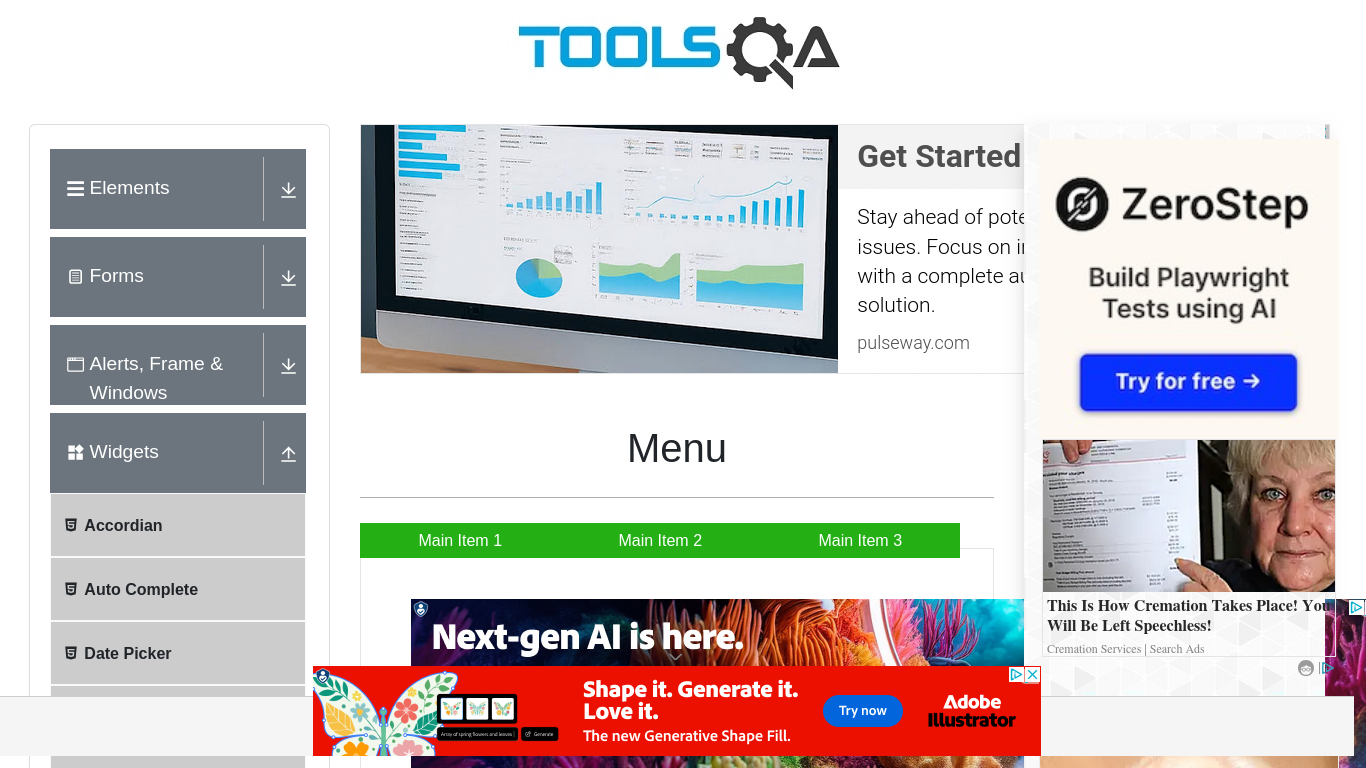 TOOLSQA
Elements
Forms
Alerts, Frame &
Windows
Widgets
Accordian
Auto Complete
Date Picker
Get Started
Stay ahead of pote
issues. Focus on i
with a complete au
solution.
pulseway.com
Menu
Main Item 1
Main Item 2
Main Item 3
Next-gen AI is here.
ZeroStep
Build Playwright
Tests using AI
Try for free →
This Is How Cremation Takes Place! You
Will Be Left Speechless!
Cremation Services | Search Ads
Array of spring flowers and leaves
Generate
Shape it. Generate it.
Love it.
The new Generative Shape Fill.
Try now
Adobe
Illustrator